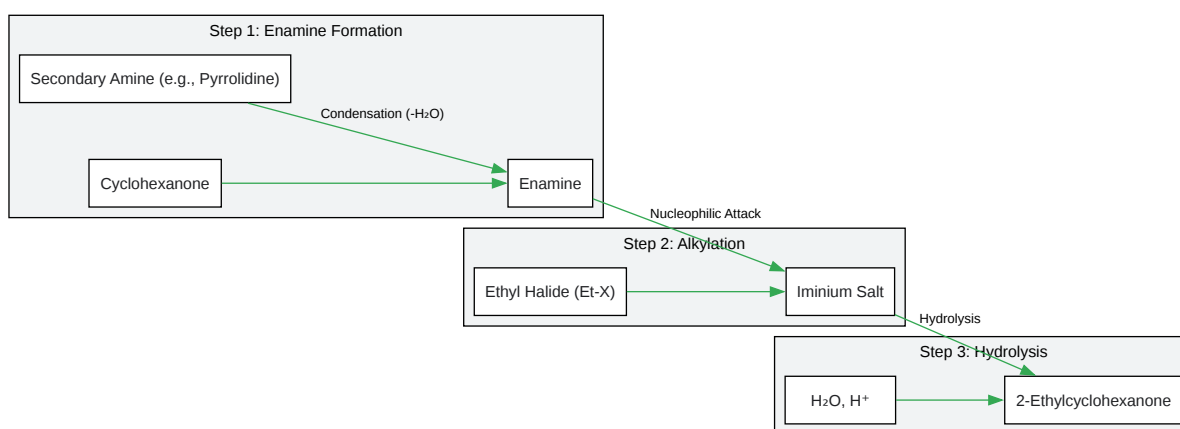 Step 1: Enamine Formation
Secondary Amine (e.g., Pyrrolidine)
Condensation (-H₂O)
Cyclohexanone
Enamine
Nucleophilic Attack
Step 2: Alkylation
Ethyl Halide (Et-X)
Iminium Salt
Hydrolysis
Step 3: Hydrolysis
H₂O, H⁺
2-Ethylcyclohexanone